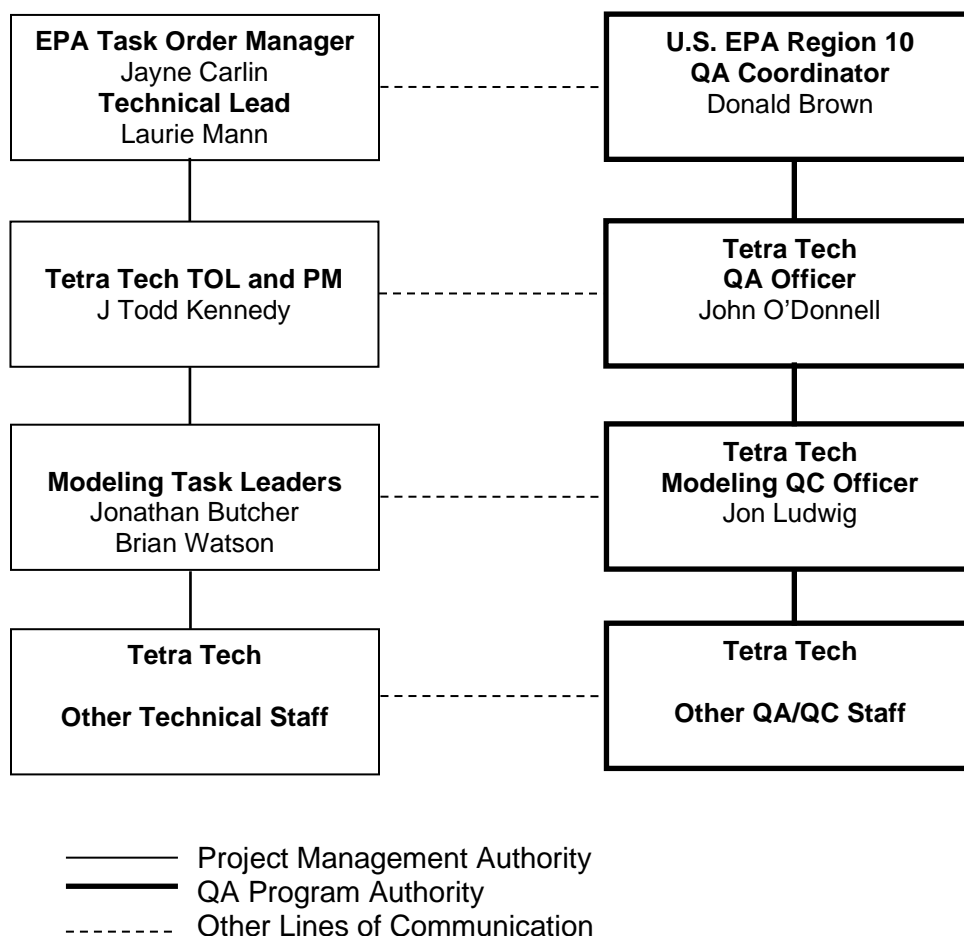 EPA Task Order Manager
Jayne Carlin
Technical Lead
Laurie Mann
U.S. EPA Region 10
QA Coordinator
Donald Brown
Tetra Tech TOL and PM
J Todd Kennedy
Tetra Tech
QA Officer
John O’Donnell
Modeling Task Leaders
Jonathan Butcher
Brian Watson
Tetra Tech
Modeling QC Officer
Jon Ludwig
Tetra Tech
Other Technical Staff
Tetra Tech
Other QA/QC Staff
Project Management Authority
QA Program Authority
Other Lines of Communication